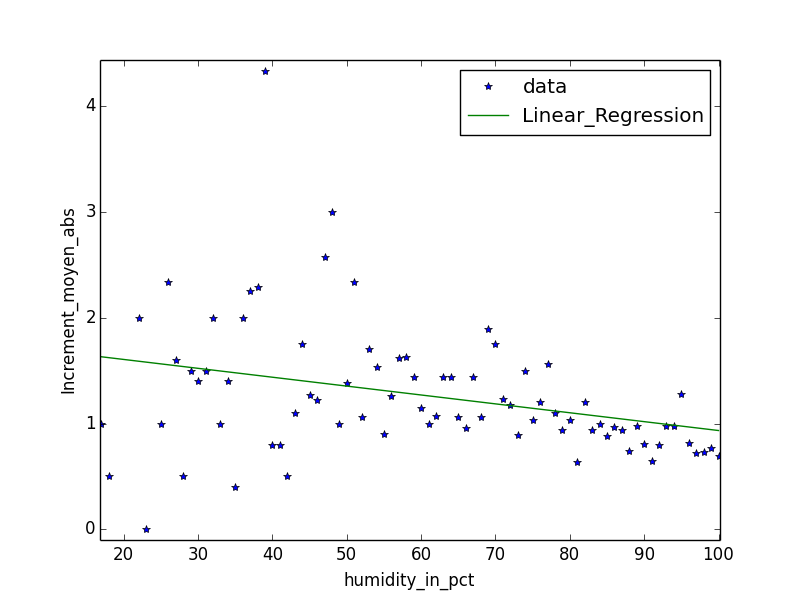 data
Linear_Regression
Increment_moyen_abs
4
3
2
1
0
20 30 40 50 60 70 80 90 100
humidity_in_pct